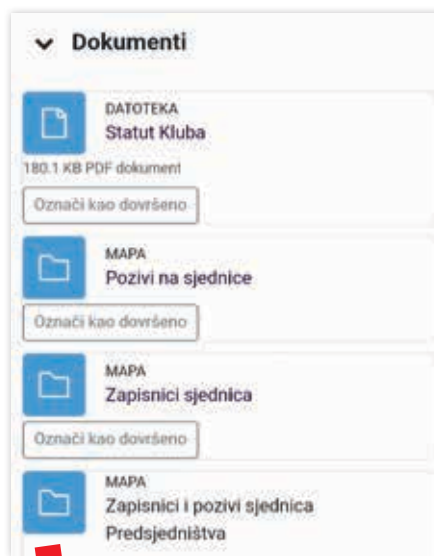 Dokumenti
DATOTEKA
Statut Kluba
180.1 KB PDF dokument
Označi kao dovršeno
MAPA
Pozivi na sjednice
Označi kao dovršeno
MAPA
Zapisnici sjednica
Označi kao dovršeno
MAPA
Zapisnici i pozivi sjednica
Predsjedništva